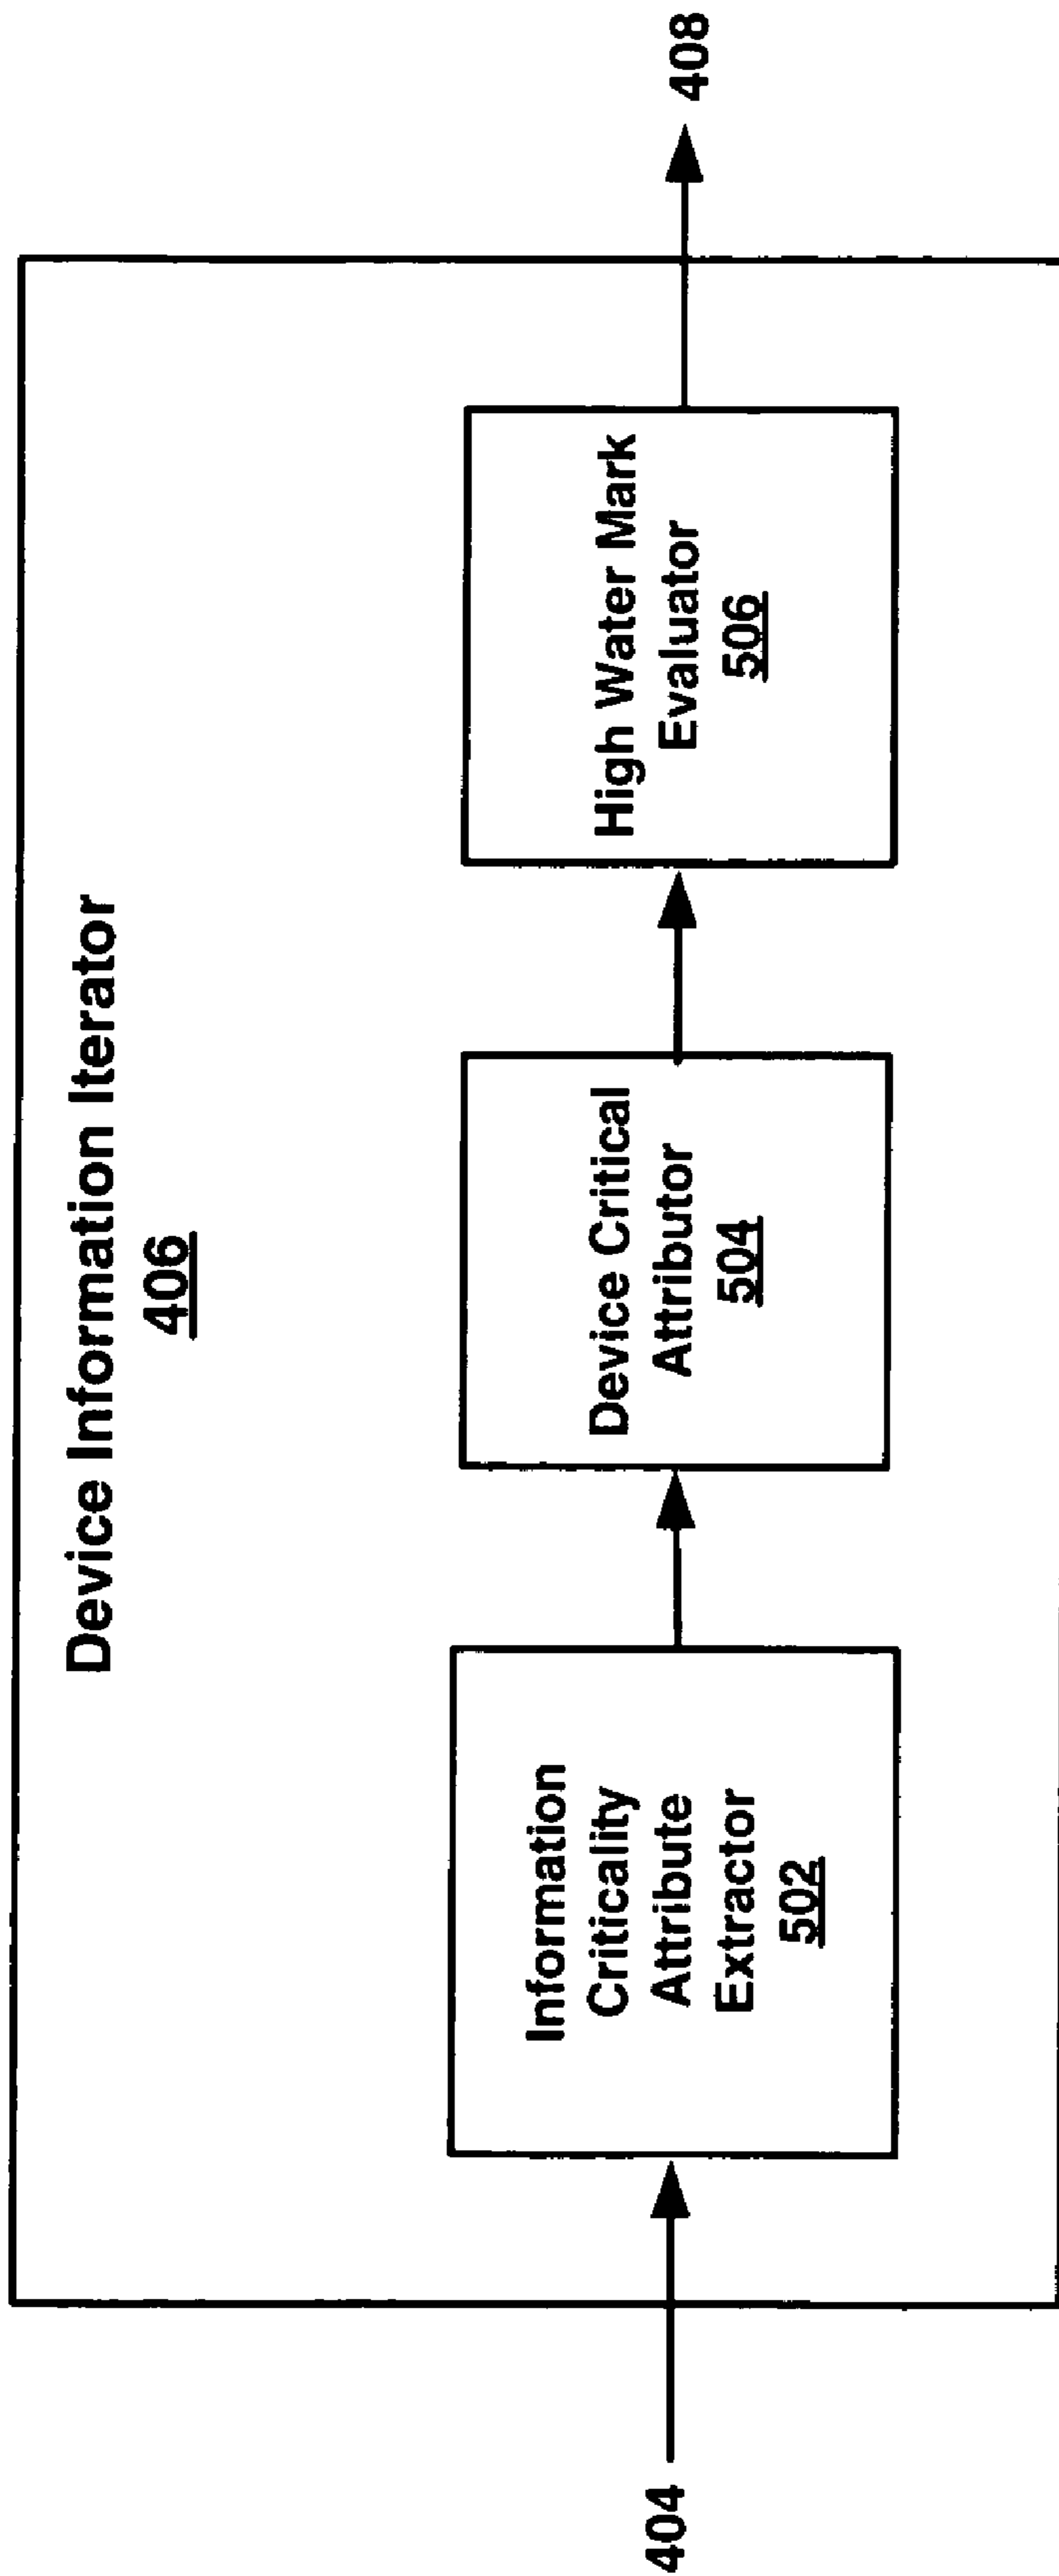 Device Information Iterator
406
404
Information
Criticality
Attribute
Extractor
502
Device Critical
Attributor
504
High Water Mark
Evaluator
506
408